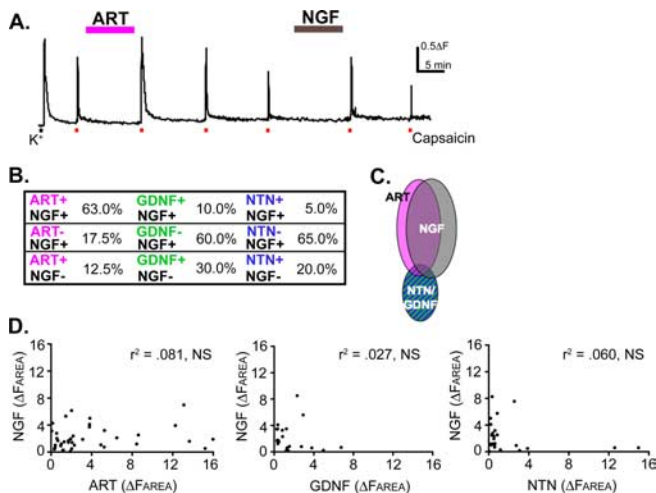 A.
ART
NGF
0.5ΔF
5 min
K⁺
Capsaicin
B.
ART+ NGF+ 63.0% GDNF+ NGF+ 10.0% NTN+ NGF+ 5.0%
ART- NGF+ 17.5% GDNF- NGF+ 60.0% NTN- NGF+ 65.0%
ART+ NGF- 12.5% GDNF+ NGF- 30.0% NTN+ NGF- 20.0%
C.
ART
NGF
NTN/
GDNF
D.
NGF (ΔFAREA)
16
12
8
4
0
r² = .081, NS
0 4 8 12 16
ART (ΔFAREA)
NGF (ΔFAREA)
16
12
8
4
0
r² = .027, NS
0 4 8 12 16
GDNF (ΔFAREA)
NGF (ΔFAREA)
16
12
8
4
0
r² = .060, NS
0 4 8 12 16
NTN (ΔFAREA)